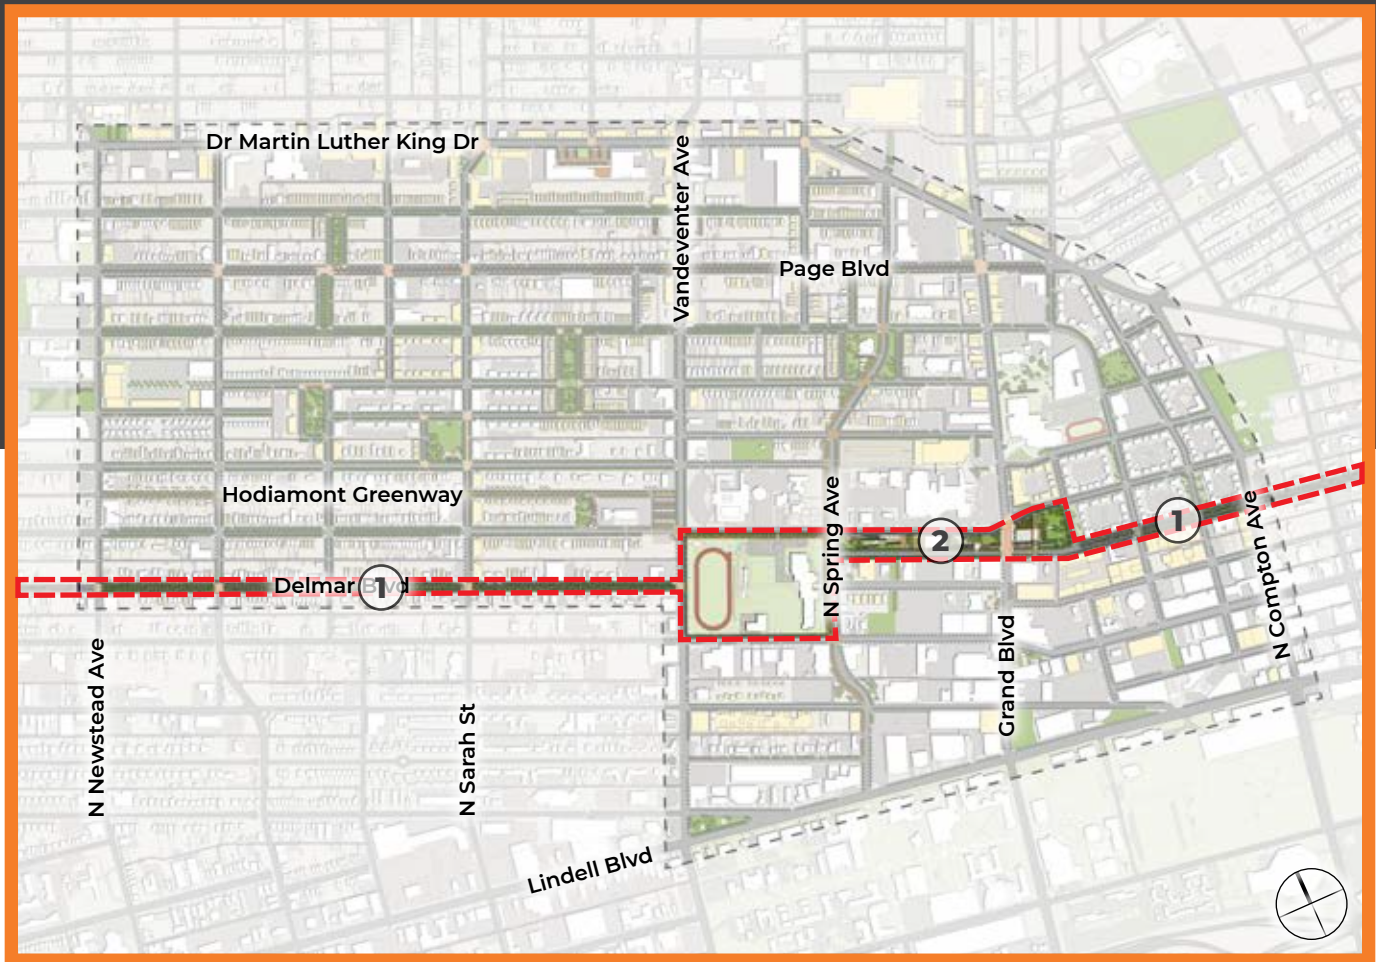 Dr Martin Luther King Dr
Vandeventer Ave
Page Blvd
Hodiamont Greenway
N Spring Ave
2
1
N Compton Ave
Delmar Blvd
1
Grand Blvd
N Newstead Ave
N Sarah St
Lindell Blvd